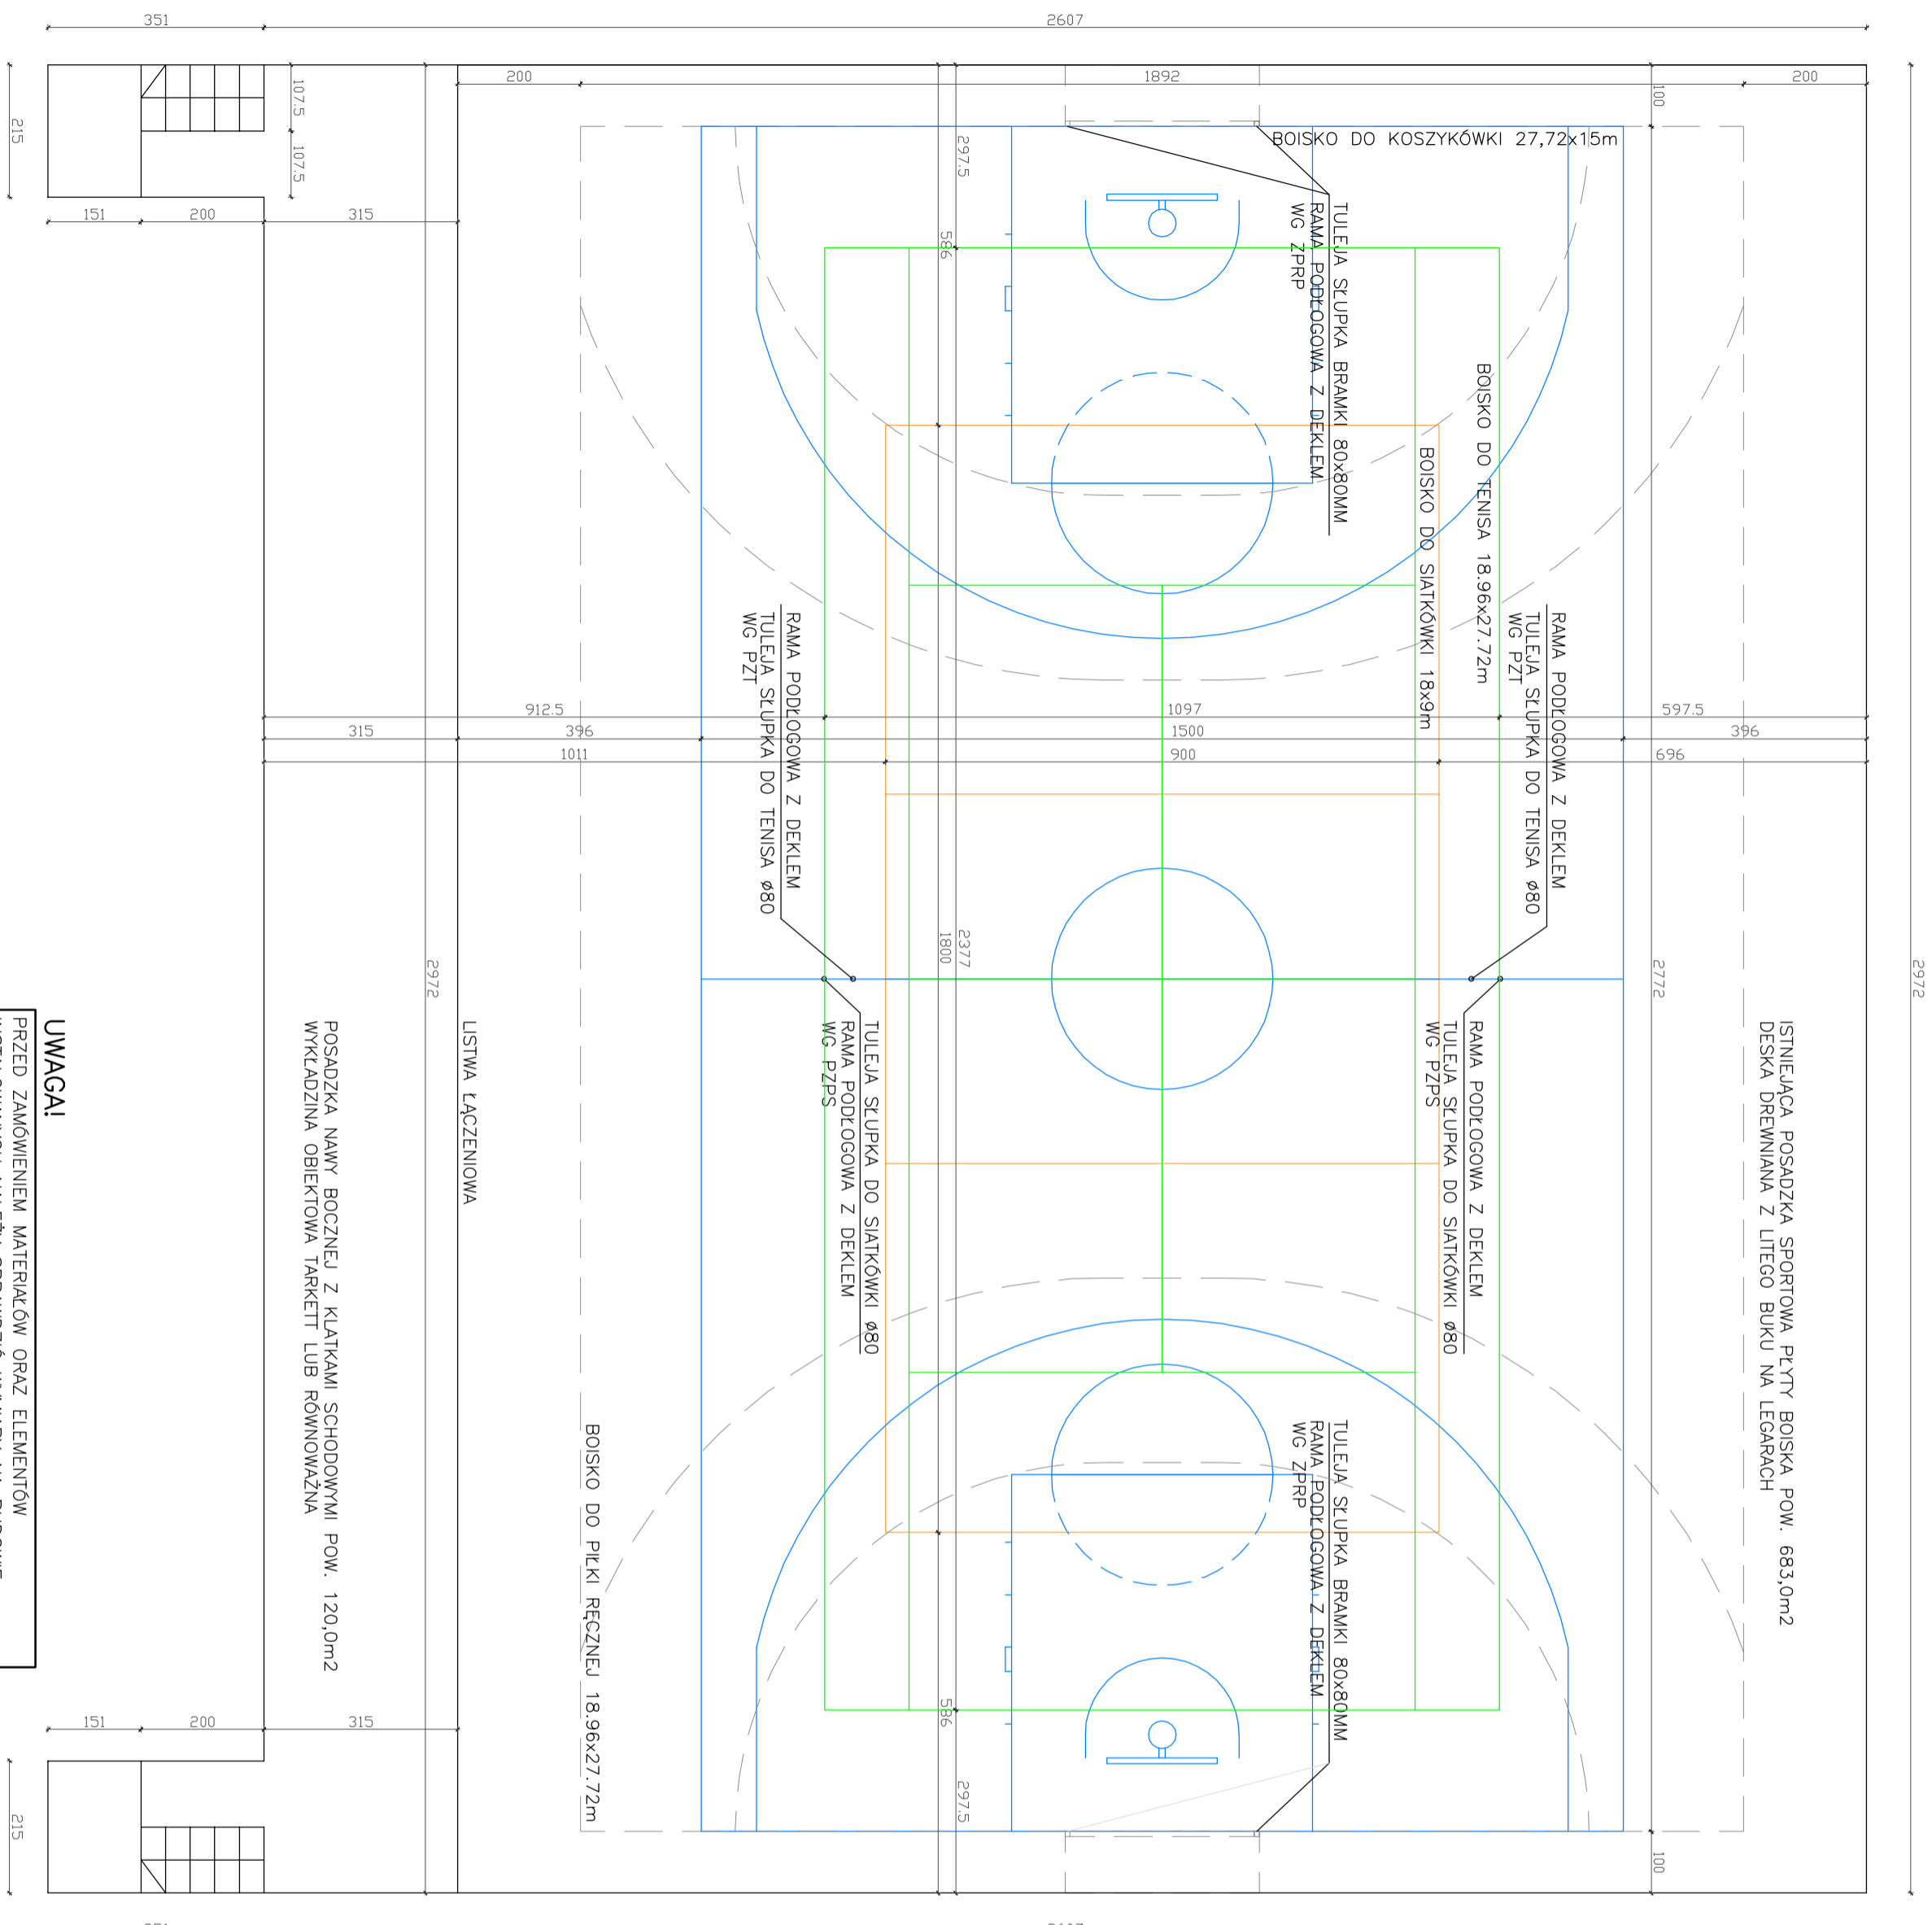 351
2607
2972
215
107.5
107.5
151
200
315
200
1892
200
100
297.5
586
BOISKO DO KOSZYKÓWKI 27,72x15m
TULEJA SŁUPKA BRAMKI 80x80MM
RAMA PODŁOGOWA Z DEKLEM
WG ZPRP
BOISKO DO TENISA 18.96x27.72m
BOISKO DO SIATKÓWKI 18x9m
RAMA PODŁOGOWA Z DEKLEM
TULEJA SŁUPKA DO TENISA ø80
WG PZT
RAMA PODŁOGOWA Z DEKLEM
TULEJA SŁUPKA DO TENISA ø80
WG PZT
912.5
1097
597.5
315
396
1500
396
1011
900
696
2972
2377
1800
2772
RAMA PODŁOGOWA Z DEKLEM
TULEJA SŁUPKA DO SIATKÓWKI ø80
WG PZPS
TULEJA SŁUPKA DO SIATKÓWKI ø80
RAMA PODŁOGOWA Z DEKLEM
WG PZPS
ISTNIEJĄCA POSADZKA SPORTOWA PŁYTY BOISKA POW. 683,0m2
DESKA DREWNIANA Z LITEGO BUKU NA LEGARACH
LISTWA ŁĄCZENIOWA
POSADZKA NAWY BOCZNEJ Z KLATKAMI SCHODOWYMI POW. 120,0m2
WYKŁADZINA OBIEKTOWA TARKETT LUB RÓWNOWAŻNA
UWAGA!
PRZED ZAMÓWIENIEM MATERIAŁÓW ORAZ ELEMENTÓW
BOISKO DO PIŁKI RĘCZNEJ 18.96x27.72m
TULEJA SŁUPKA BRAMKI 80x80MM
RAMA PODŁOGOWA Z DEKLEM
WG ZPRP
586
297.5
100
151
200
315
215